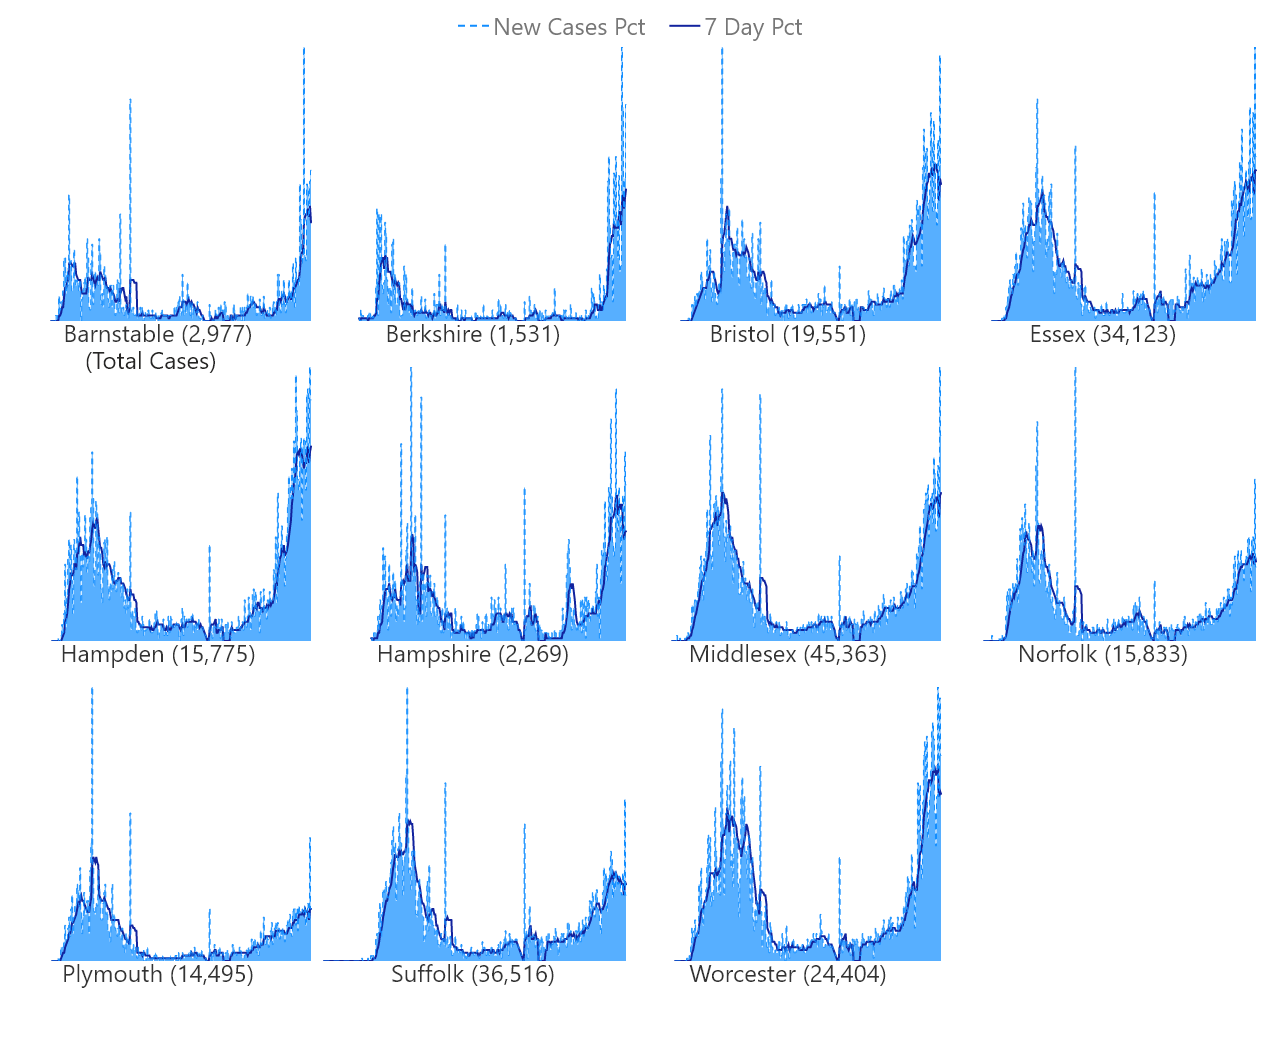 New Cases Pct 7 Day Pct
Barnstable (2,977) Berkshire (1,531) Bristol (19,551) Essex (34,123)
(Total Cases)
Hampden (15,775) Hampshire (2,269) Middlesex (45,363) Norfolk (15,833)
Plymouth (14,495) Suffolk (36,516) Worcester (24,404)